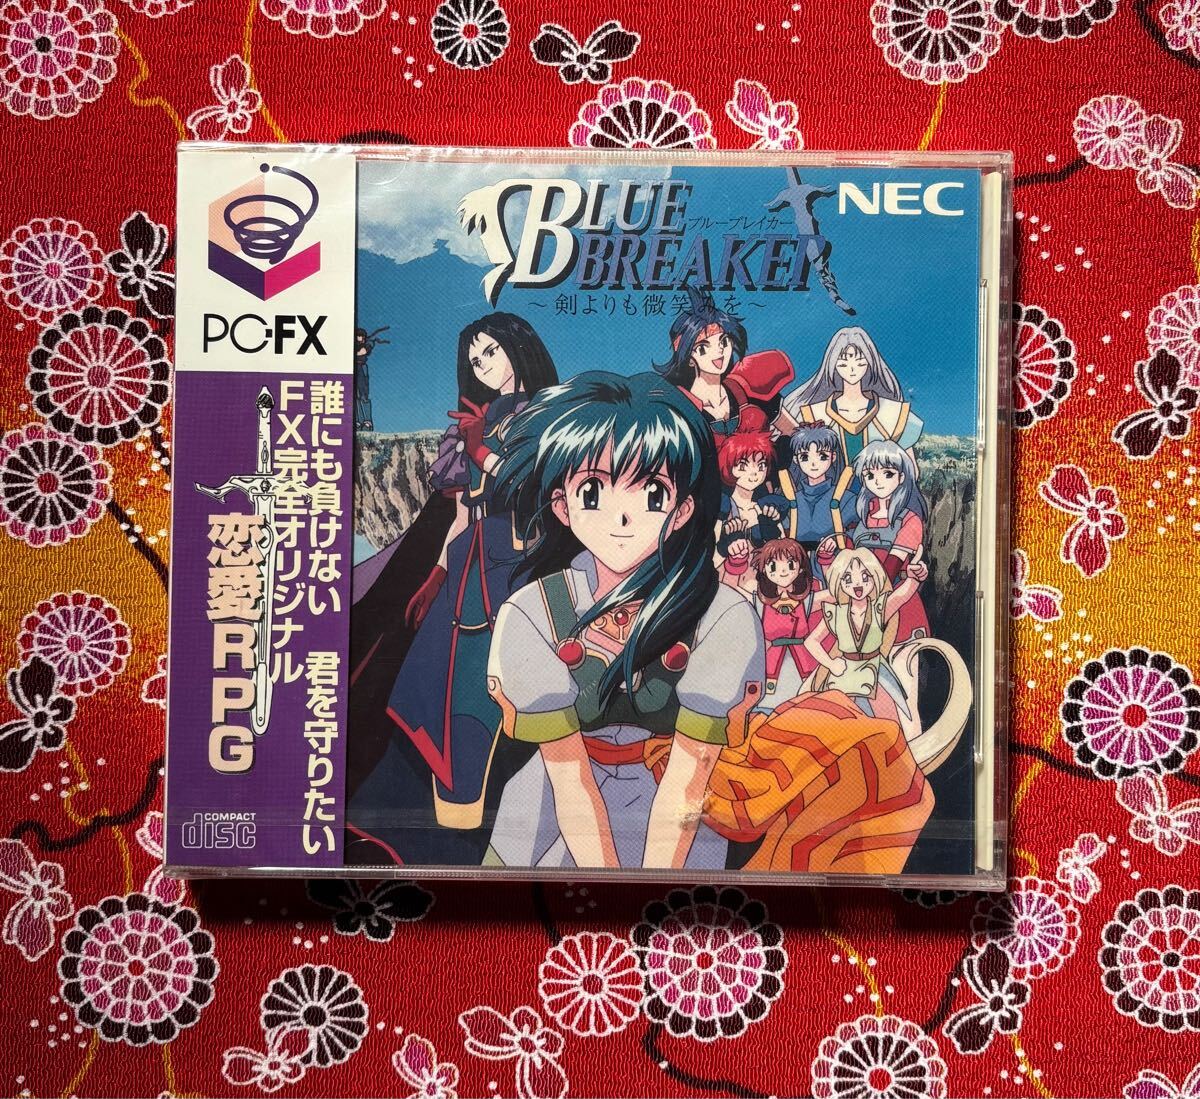 PC-FX
誰にも負けない 君を守りたい
FX完全オリジナル
恋愛RPG
COMPACT
disc
BLUE
ブルーブレイカー
BREAKER
~剣よりも微笑みを~
NEC